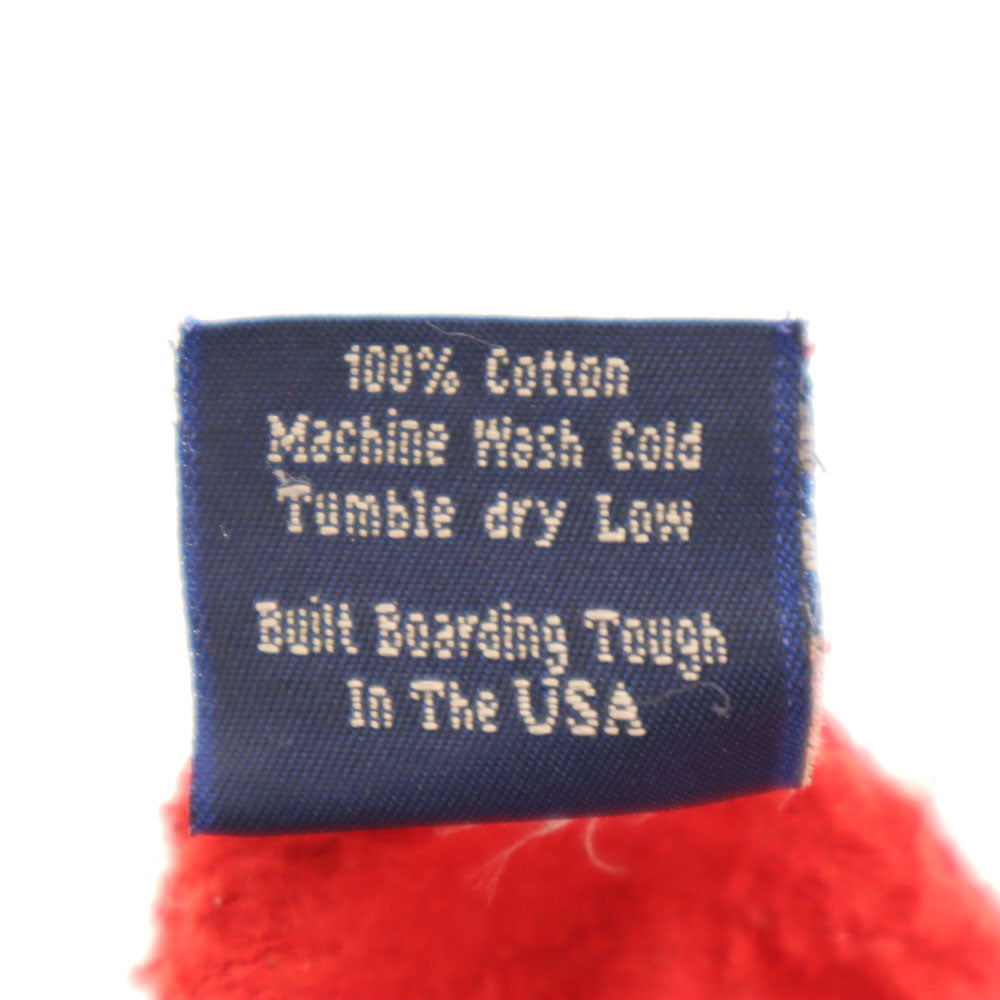 100% Cotton
Machine Wash Cold
Tumble dry Low
Built Boarding Tough
In The USA